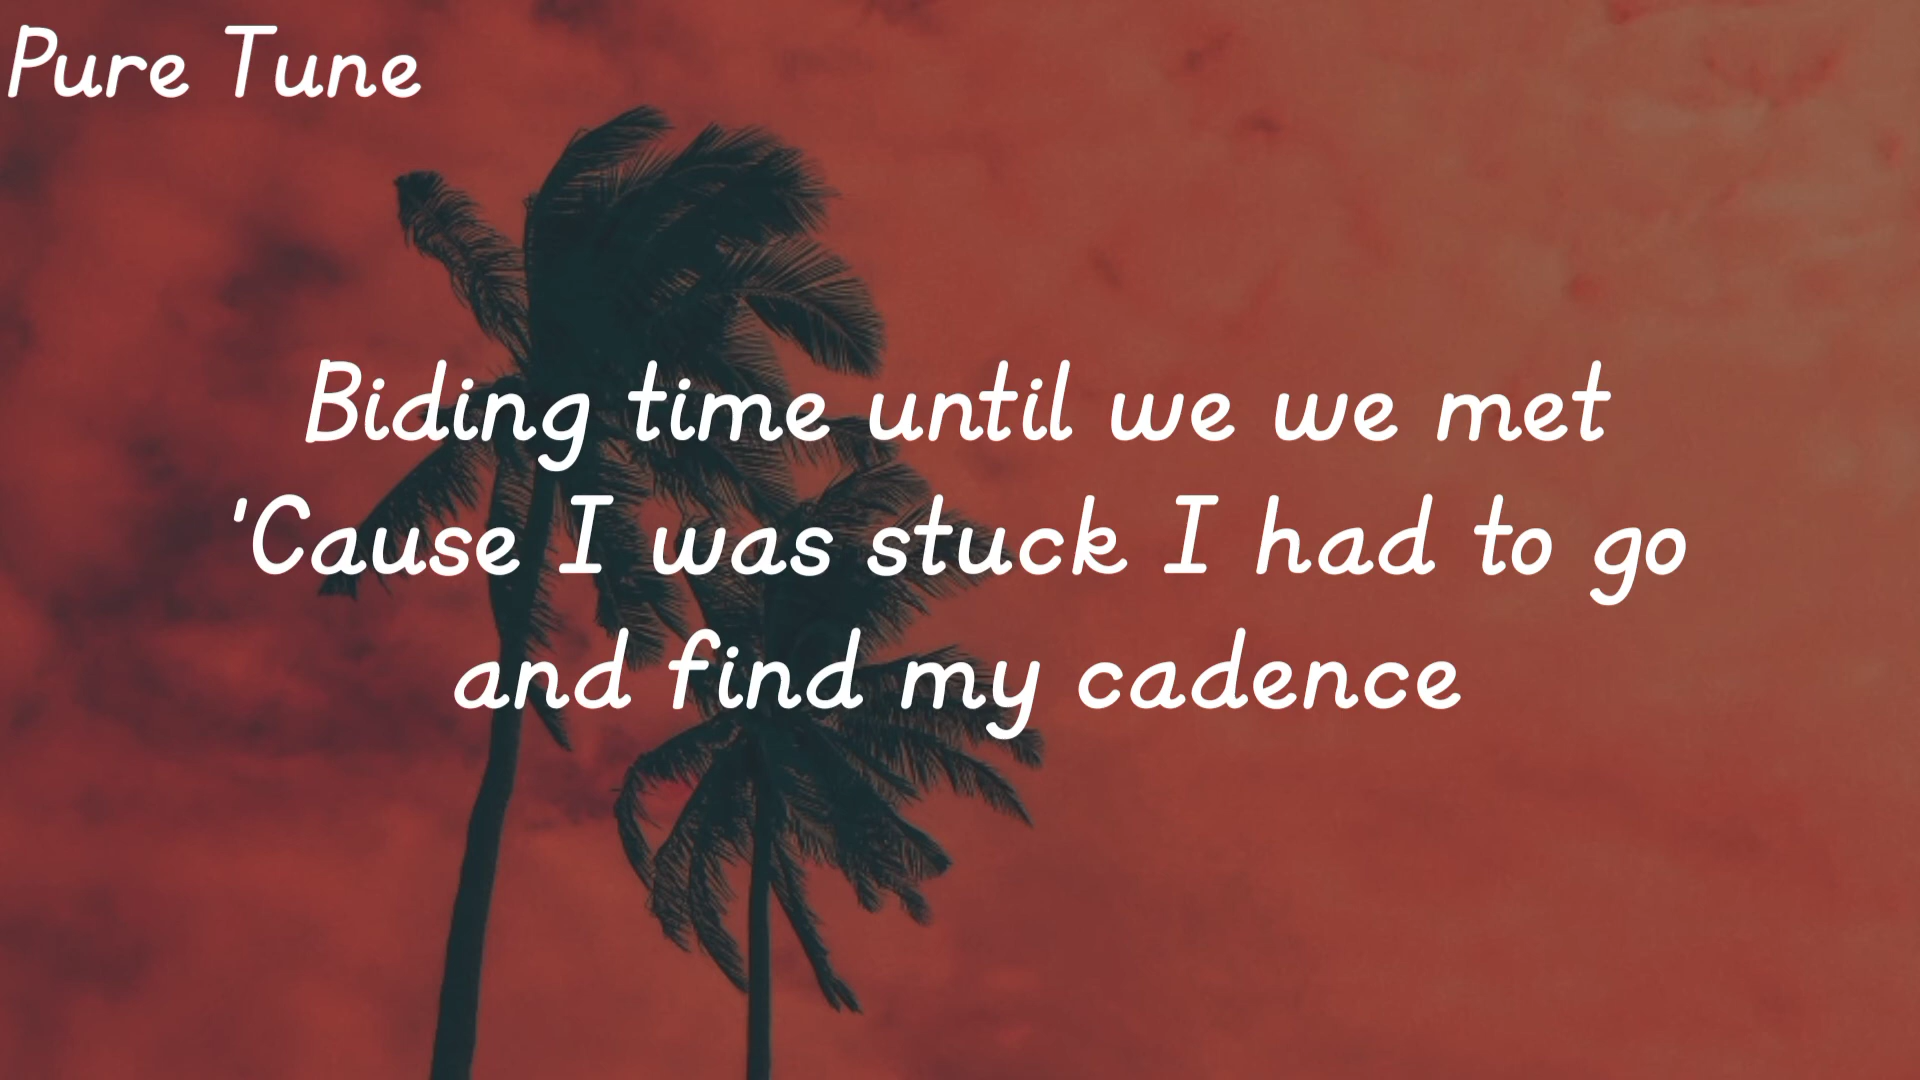 Pure Tune
Biding time until we we met
'Cause I was stuck I had to go
and find my cadence